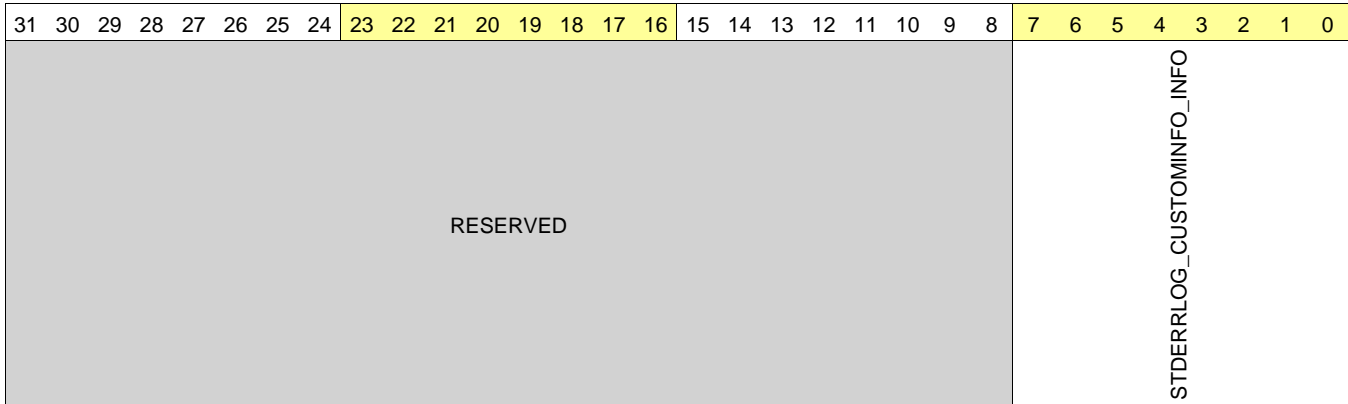 31 30 29 28 27 26 25 24 23 22 21 20 19 18 17 16 15 14 13 12 11 10 9 8 7 6 5 4 3 2 1 0
RESERVED
STDERRLOG_CUSTOMINFO_INFO